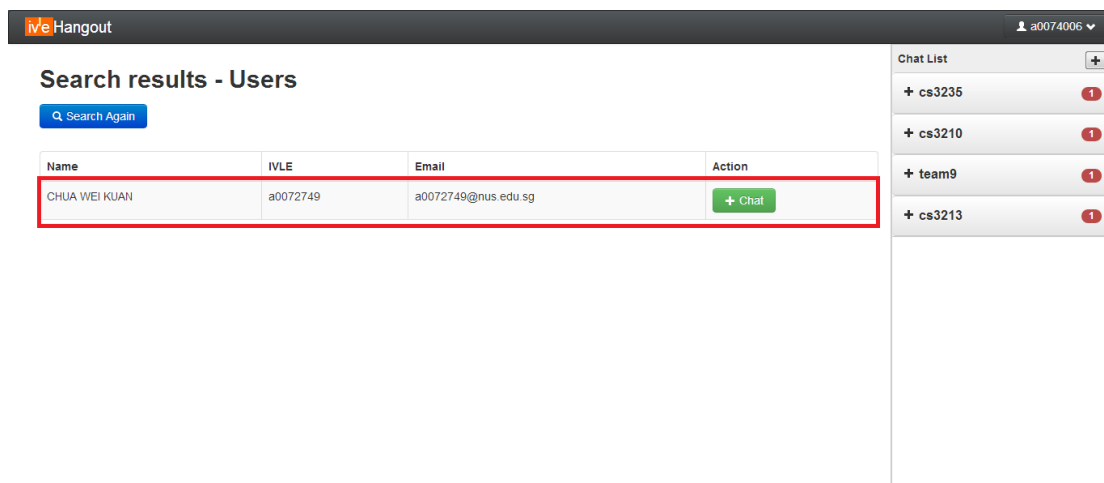 ivle Hangout
a0074006
Search results - Users
Search Again
Name IVLE Email Action
CHUA WEI KUAN a0072749 a0072749@nus.edu.sg + Chat
Chat List +
+ cs3235 1
+ cs3210 1
+ team9 1
+ cs3213 1